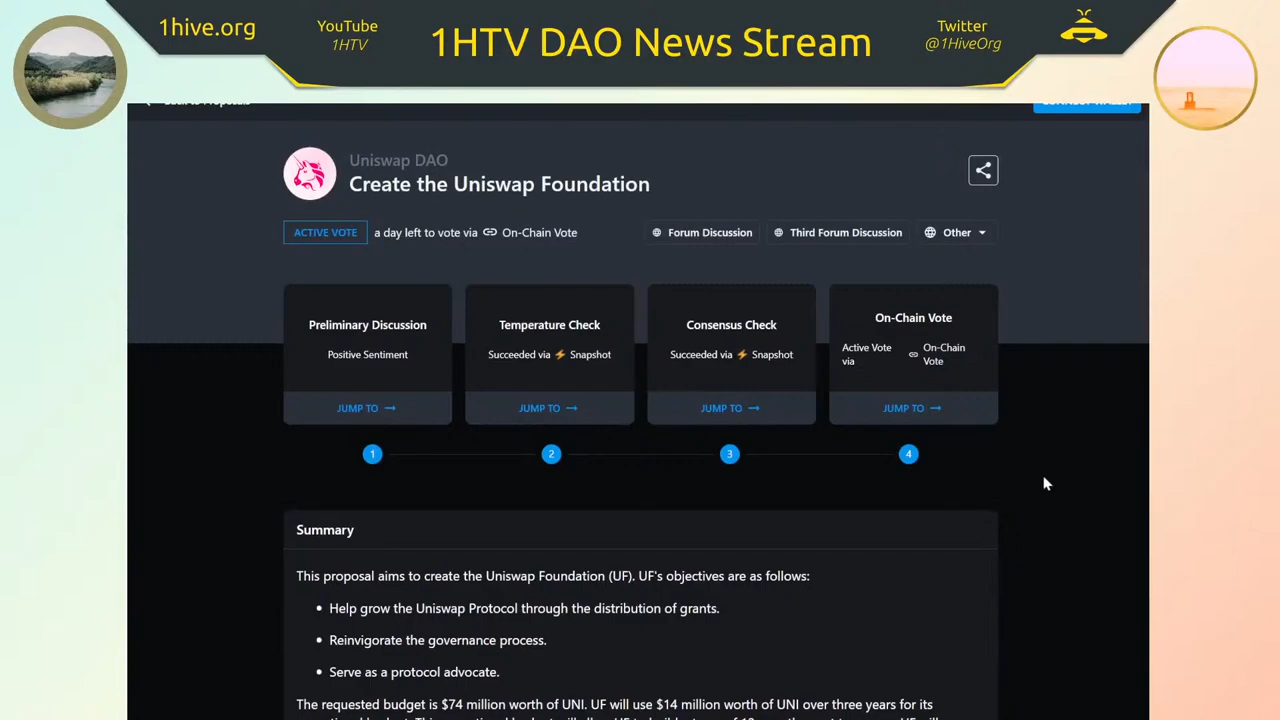 1hive.org
YouTube
1HTV
1HTV DAO News Stream
Twitter
@1HiveOrg
Uniswap DAO
Create the Uniswap Foundation
ACTIVE VOTE a day left to vote via On-Chain Vote
Forum Discussion
Third Forum Discussion
Other
Preliminary Discussion
Positive Sentiment
JUMP TO →
Temperature Check
Succeeded via ⚡ Snapshot
JUMP TO →
Consensus Check
Succeeded via ⚡ Snapshot
JUMP TO →
On-Chain Vote
Active Vote via On-Chain Vote
JUMP TO →
1
2
3
4
Summary
This proposal aims to create the Uniswap Foundation (UF). UF's objectives are as follows:
• Help grow the Uniswap Protocol through the distribution of grants.
• Reinvigorate the governance process.
• Serve as a protocol advocate.
The requested budget is $74 million worth of UNI. UF will use $14 million worth of UNI over three years for its